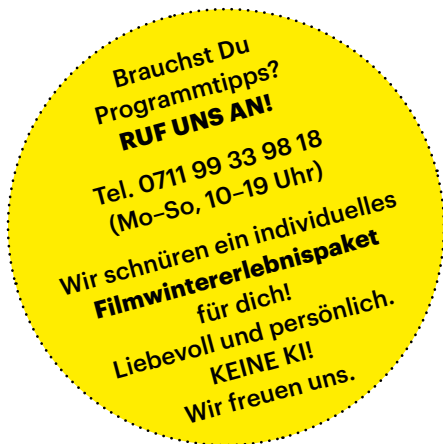 Brauchst Du
Programmtipps?
RUF UNS AN!
Tel. 0711 99 33 98 18
(Mo–So, 10–19 Uhr)
Wir schnüren ein individuelles
Filmwintererlebnispaket
für dich!
Liebevoll und persönlich.
KEINE KI!
Wir freuen uns.